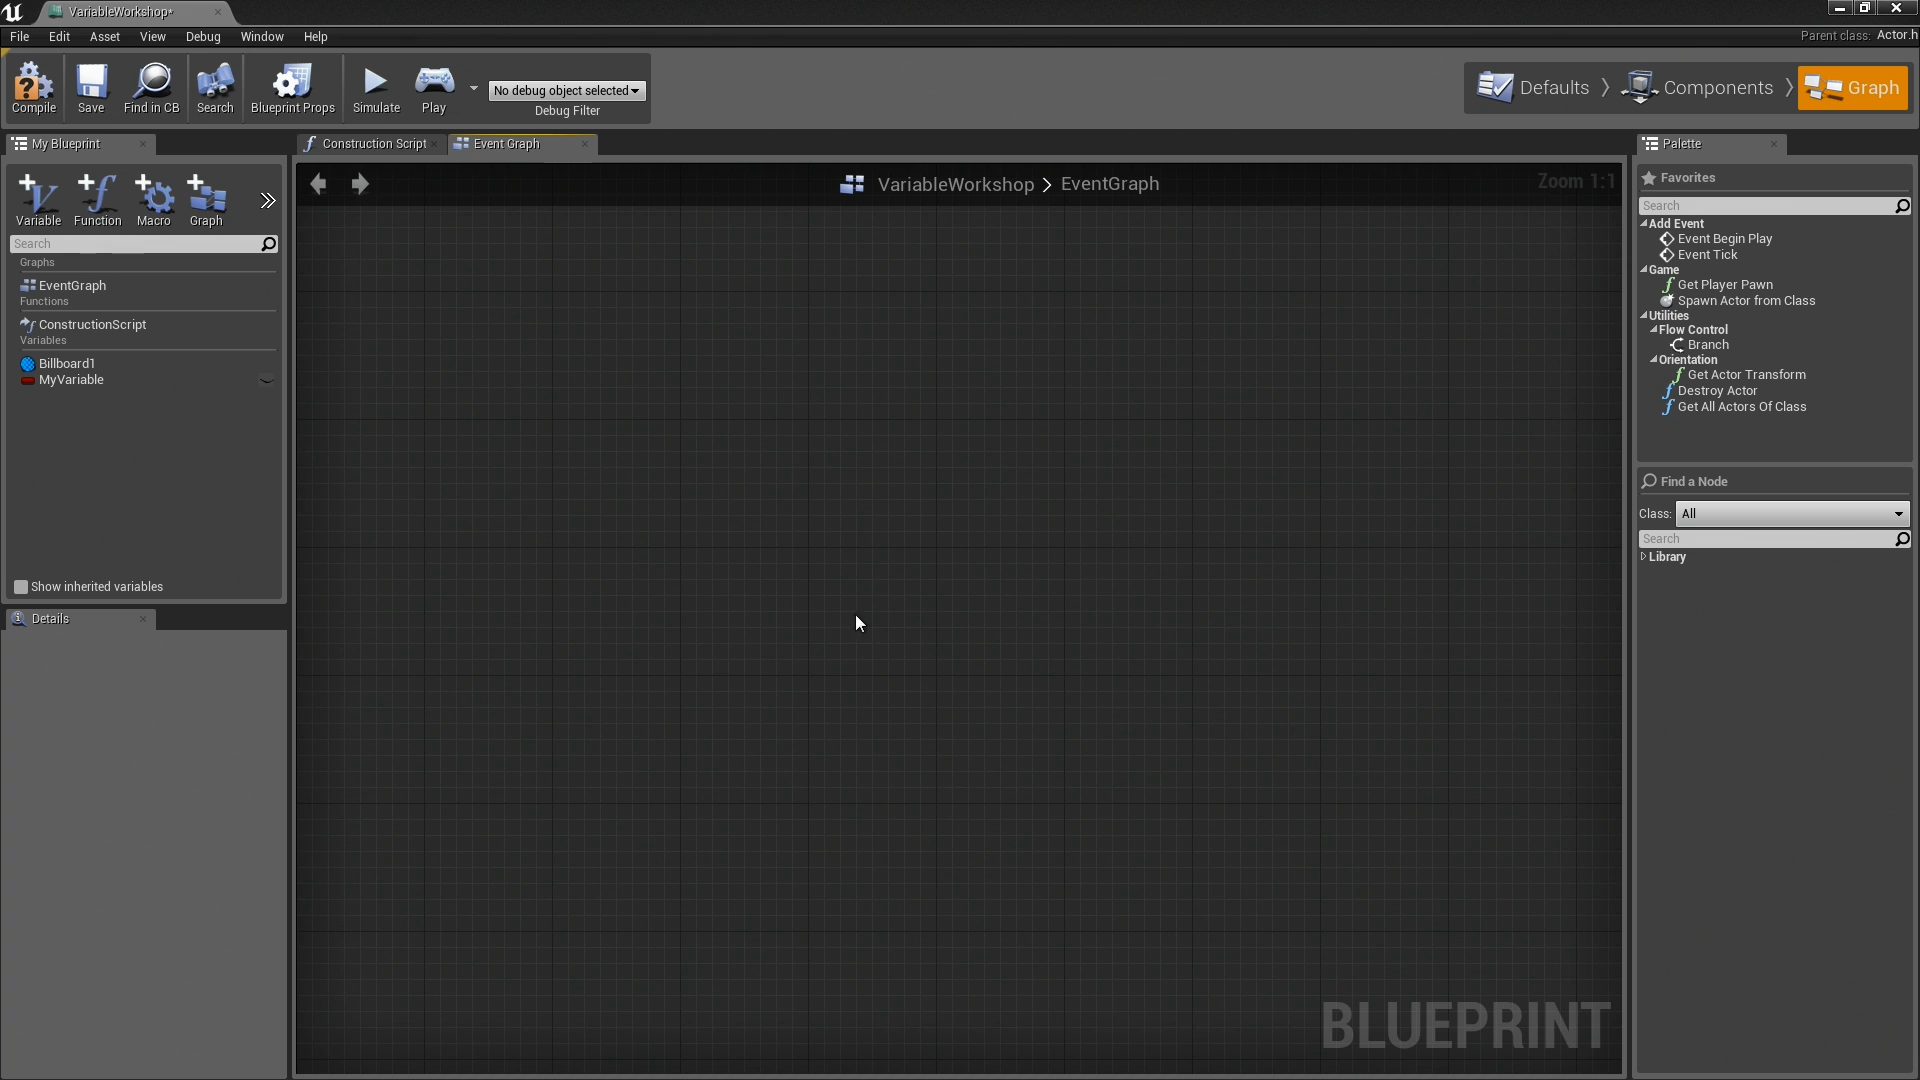 VariableWorkshop*
File Edit Asset View Debug Window Help
Parent class: Actor.h
Compile Save Find in CB Search Blueprint Props Simulate Play
No debug object selected
Debug Filter
Defaults Components Graph
My Blueprint
Variable Function Macro Graph
Search
Graphs
EventGraph
Functions
ConstructionScript
Variables
Billboard1
MyVariable
Show inherited variables
Details
Construction Script Event Graph
VariableWorkshop > EventGraph
Zoom 1:1
BLUEPRINT
Palette
Favorites
Search
Add Event
Event Begin Play
Event Tick
Game
Get Player Pawn
Spawn Actor from Class
Utilities
Flow Control
Branch
Orientation
Get Actor Transform
Destroy Actor
Get All Actors Of Class
Find a Node
Class: All
Search
Library